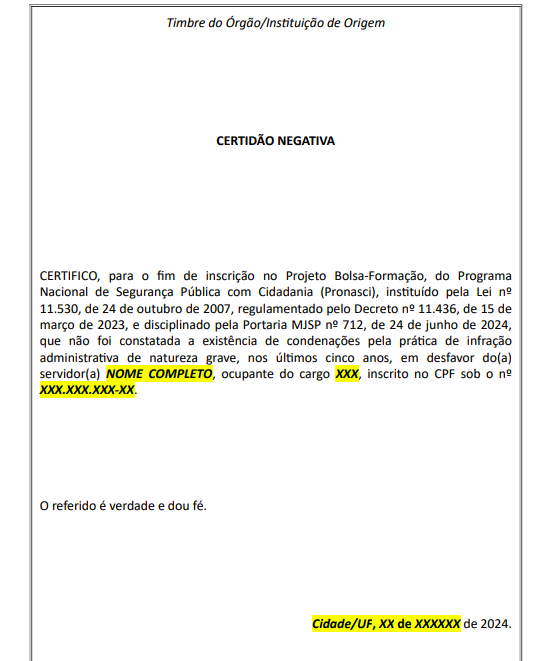 Timbre do Órgão/Instituição de Origem
CERTIDÃO NEGATIVA
CERTIFICO, para o fim de inscrição no Projeto Bolsa-Formação, do Programa
Nacional de Segurança Pública com Cidadania (Pronasci), instituído pela Lei nº
11.530, de 24 de outubro de 2007, regulamentado pelo Decreto nº 11.436, de 15 de
março de 2023, e disciplinado pela Portaria MJSP nº 712, de 24 de junho de 2024,
que não foi constatada a existência de condenações pela prática de infração
administrativa de natureza grave, nos últimos cinco anos, em desfavor do(a)
servidor(a) NOME COMPLETO, ocupante do cargo XXX, inscrito no CPF sob o nº
XXX.XXX.XXX-XX.
O referido é verdade e dou fé.
Cidade/UF, XX de XXXXXX de 2024.